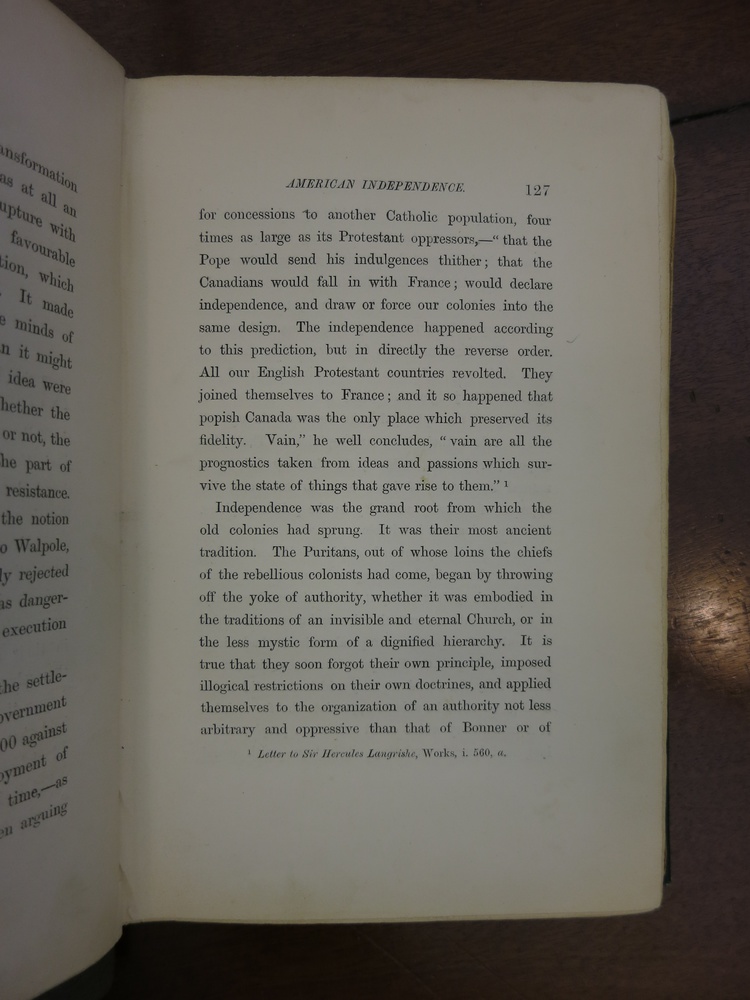 ansformation
as at all an
upture with
favourable
tion, which
It made
minds of
n it might
idea were
hether the
or not, the
he part of
resistance.
the notion
o Walpole,
ly rejected
as danger-
execution
the settle-
overnment
00 against
oyment of
time,—as
en arguing
AMERICAN INDEPENDENCE. 127
for concessions to another Catholic population, four
times as large as its Protestant oppressors,—“ that the
Pope would send his indulgences thither; that the
Canadians would fall in with France; would declare
independence, and draw or force our colonies into the
same design. The independence happened according
to this prediction, but in directly the reverse order.
All our English Protestant countries revolted. They
joined themselves to France; and it so happened that
popish Canada was the only place which preserved its
fidelity. Vain,” he well concludes, “ vain are all the
prognostics taken from ideas and passions which sur-
vive the state of things that gave rise to them.” ¹
Independence was the grand root from which the
old colonies had sprung. It was their most ancient
tradition. The Puritans, out of whose loins the chiefs
of the rebellious colonists had come, began by throwing
off the yoke of authority, whether it was embodied in
the traditions of an invisible and eternal Church, or in
the less mystic form of a dignified hierarchy. It is
true that they soon forgot their own principle, imposed
illogical restrictions on their own doctrines, and applied
themselves to the organization of an authority not less
arbitrary and oppressive than that of Bonner or of
¹ Letter to Sir Hercules Langrishe, Works, i. 560, a.